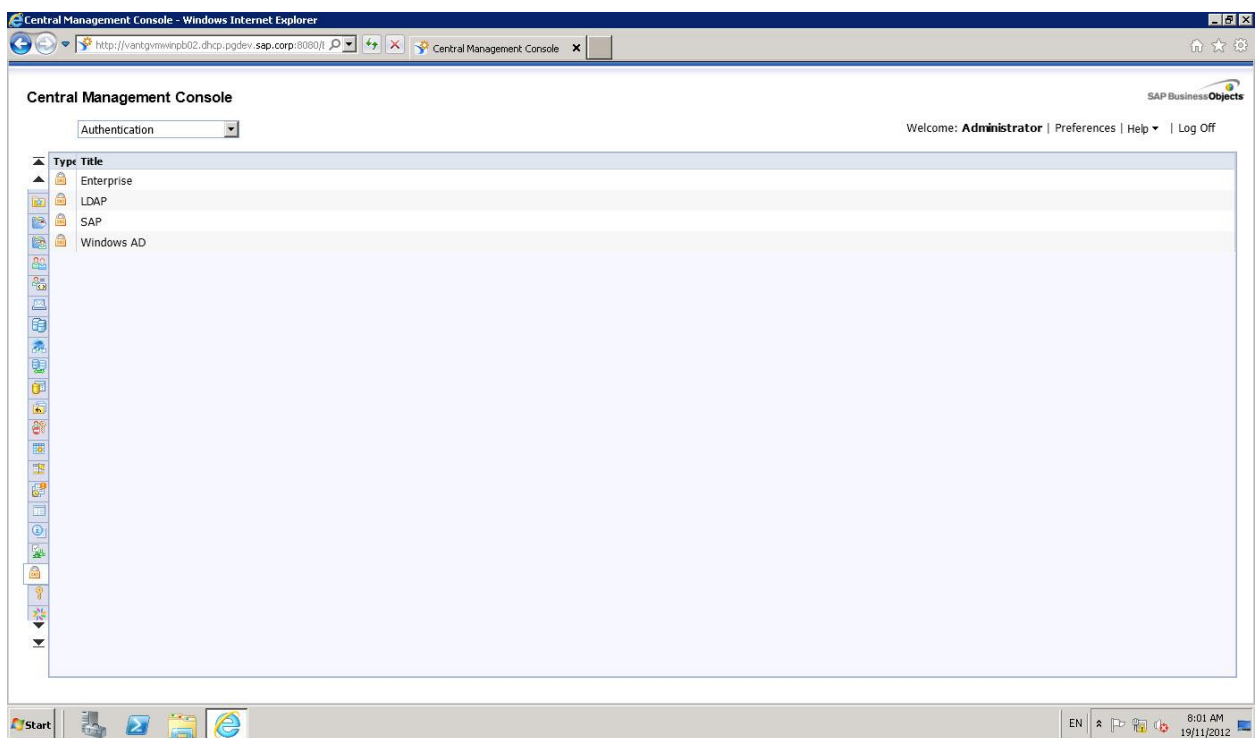 Central Management Console - Windows Internet Explorer
http://vantgvmwinpb02.dhcp.pgdev.sap.corp:8080/
Central Management Console
Central Management Console
SAP BusinessObjects
Authentication
Welcome: Administrator | Preferences | Help | Log Off
Type Title
Enterprise
LDAP
SAP
Windows AD
Start
EN
8:01 AM
19/11/2012